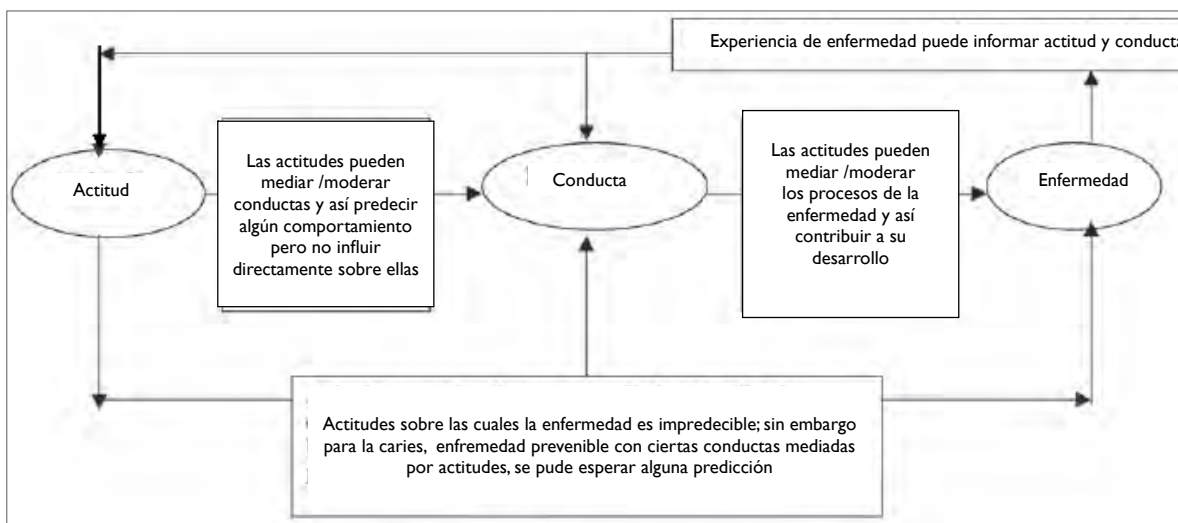 Experiencia de enfermedad puede informar actitud y conducta
Actitud
Las actitudes pueden
mediar /moderar
conductas y así predecir
algún comportamiento
pero no influir
directamente sobre ellas
Conducta
Las actitudes pueden
mediar /moderar
los procesos de la
enfermedad y así
contribuir a su
desarrollo
Enfermedad
Actitudes sobre las cuales la enfermedad es impredecible; sin embargo
para la caries, enfremedad prevenible con ciertas conductas mediadas
por actitudes, se pude esperar alguna predicción